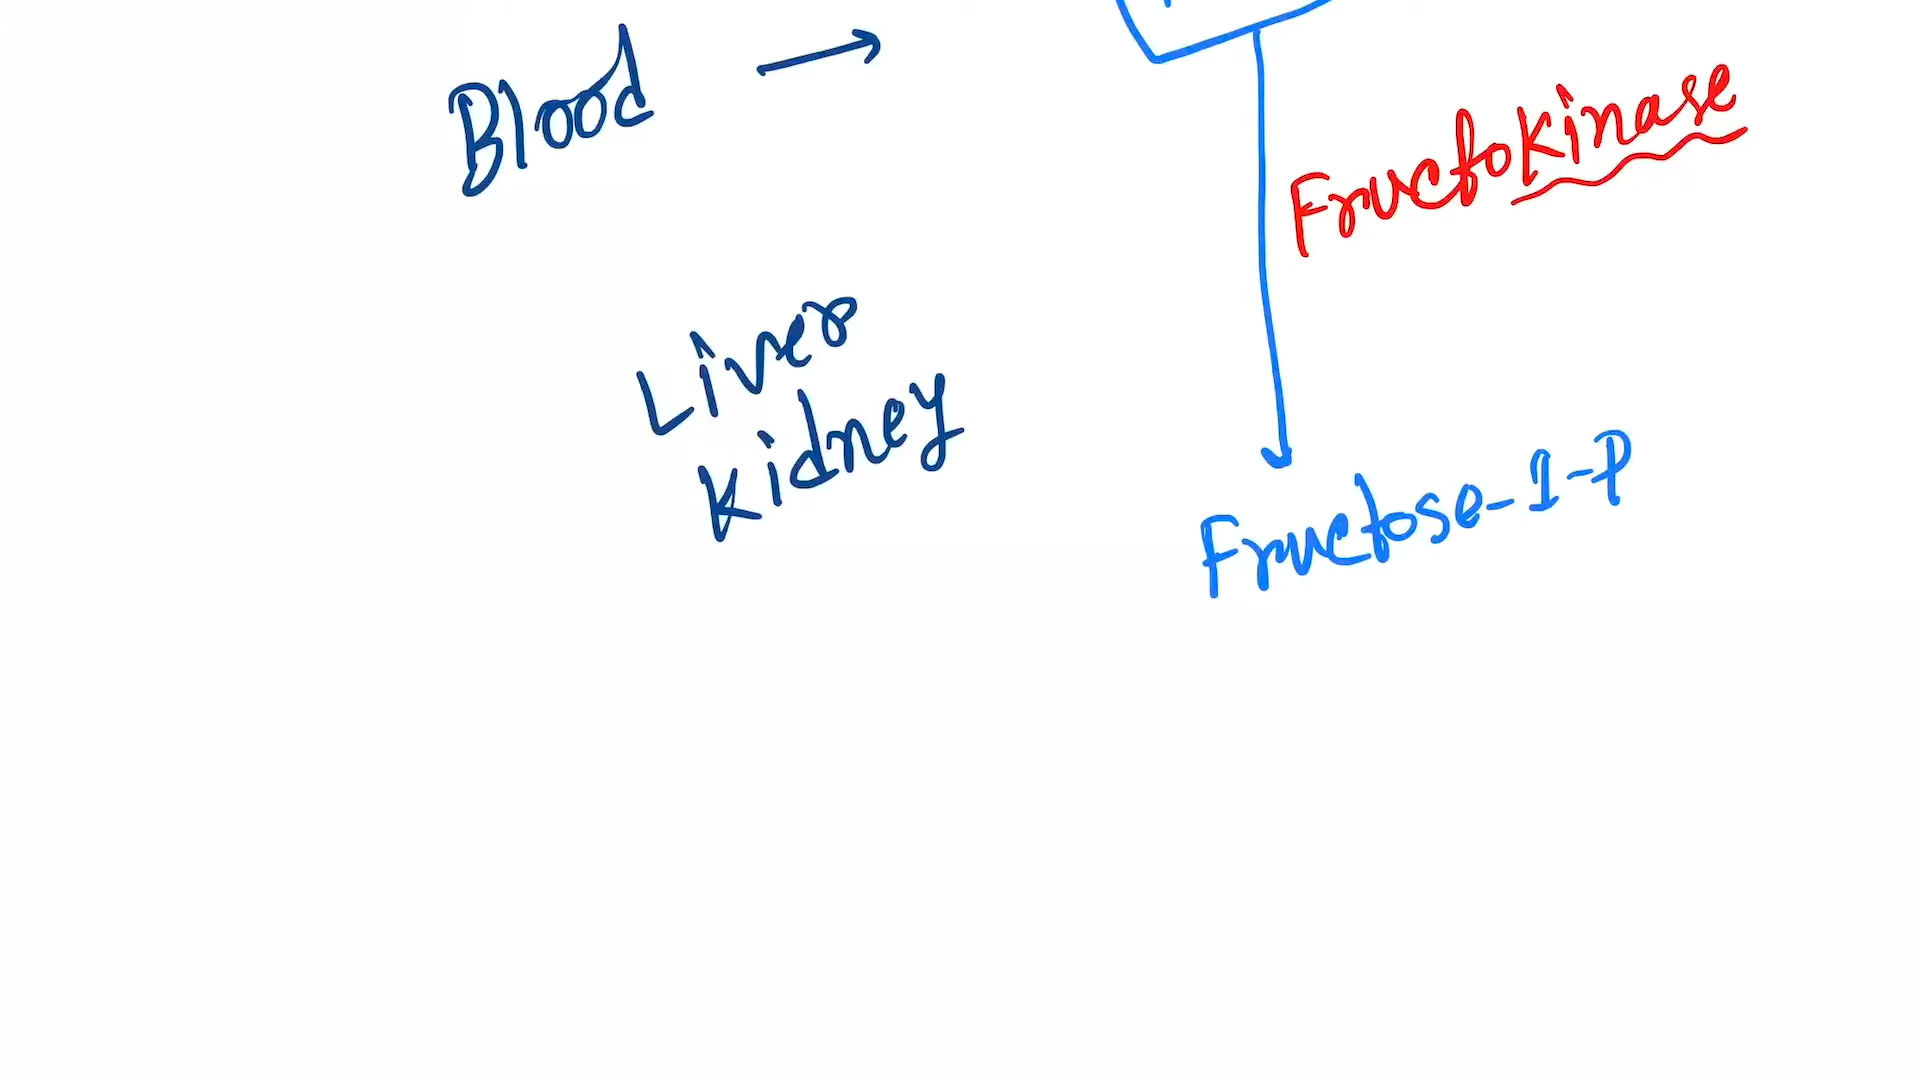 Blood →
Fructokinase
Liver
Kidney
Fructose-1-P